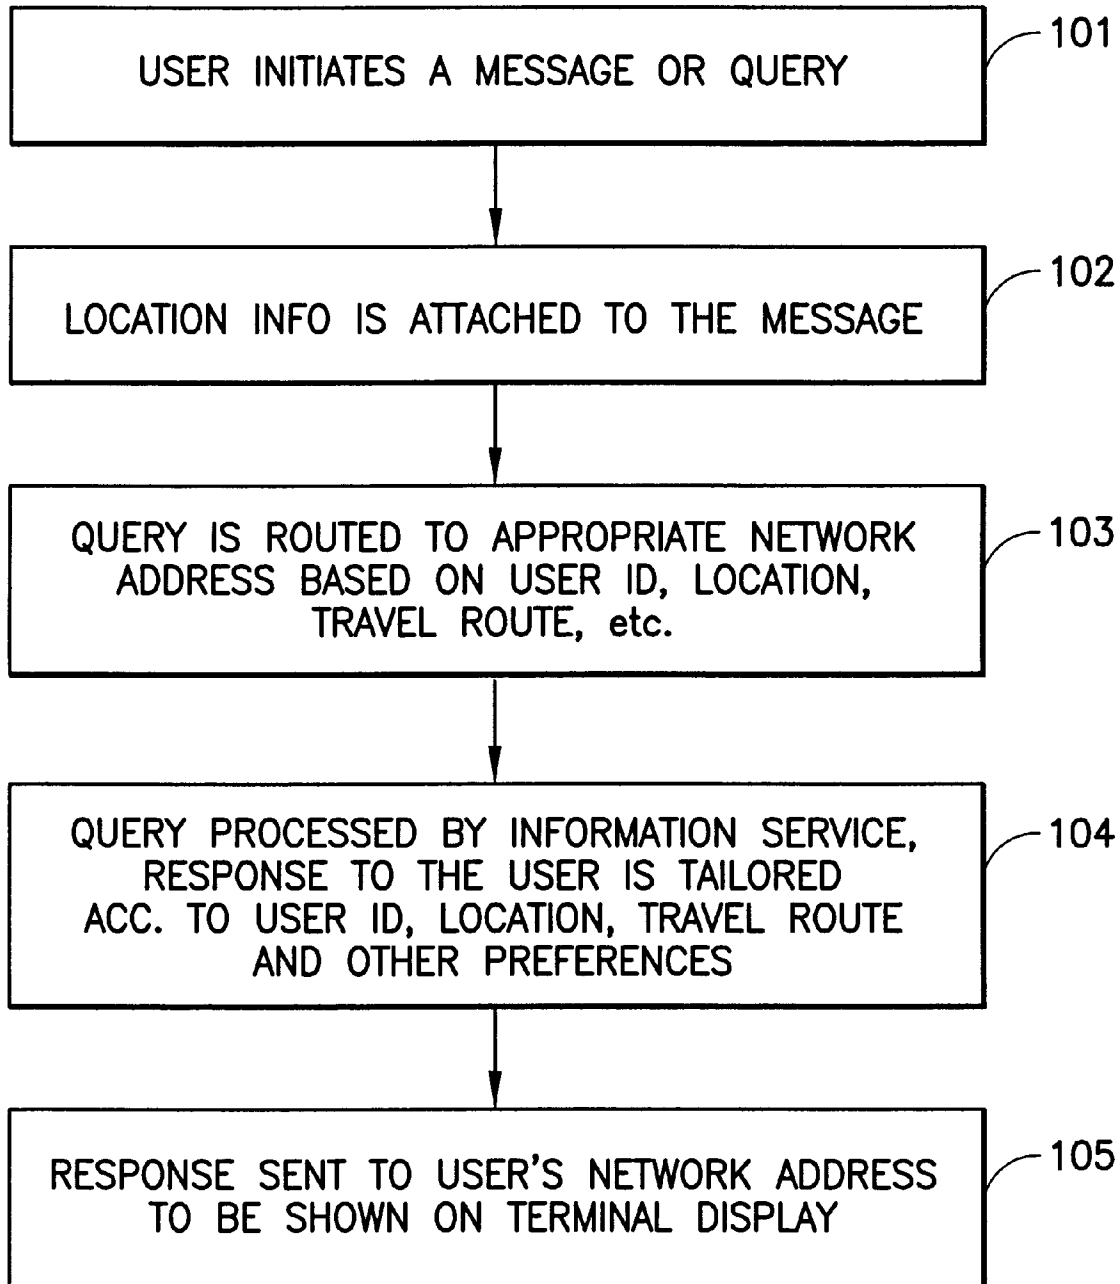 USER INITIATES A MESSAGE OR QUERY
101
LOCATION INFO IS ATTACHED TO THE MESSAGE
102
QUERY IS ROUTED TO APPROPRIATE NETWORK
ADDRESS BASED ON USER ID, LOCATION,
TRAVEL ROUTE, etc.
103
QUERY PROCESSED BY INFORMATION SERVICE,
RESPONSE TO THE USER IS TAILORED
ACC. TO USER ID, LOCATION, TRAVEL ROUTE
AND OTHER PREFERENCES
104
RESPONSE SENT TO USER'S NETWORK ADDRESS
TO BE SHOWN ON TERMINAL DISPLAY
105